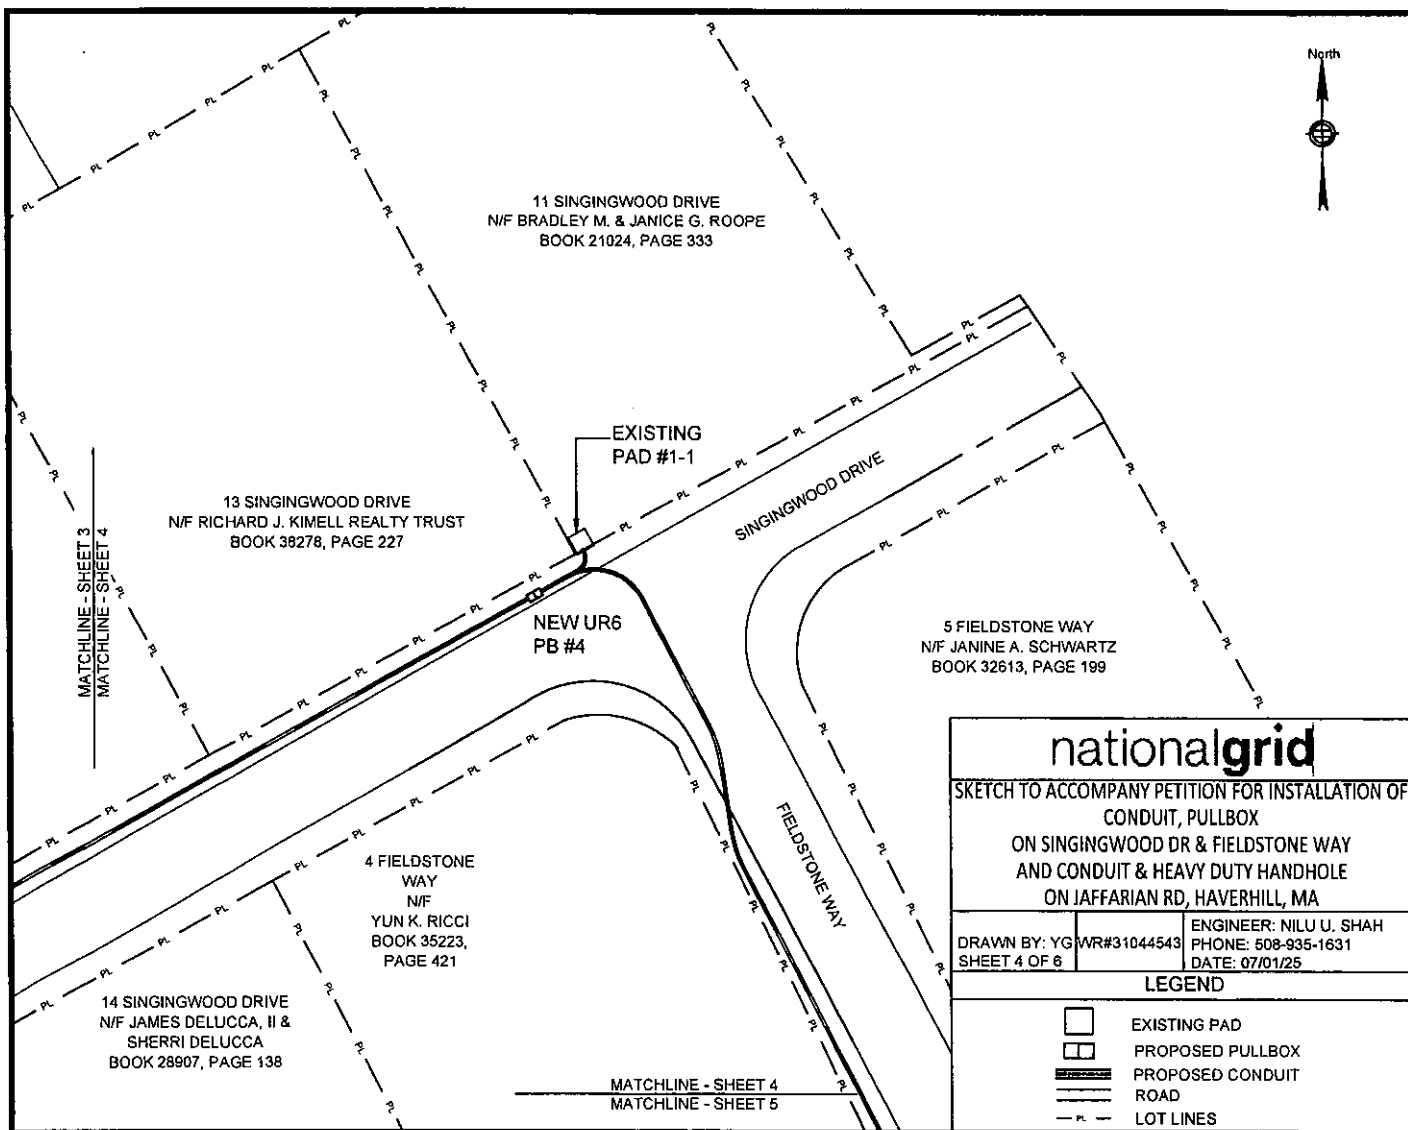 North
11 SINGINGWOOD DRIVE
N/F BRADLEY M. & JANICE G. ROOPE
BOOK 21024, PAGE 333
EXISTING
PAD #1-1
13 SINGINGWOOD DRIVE
N/F RICHARD J. KIMELL REALTY TRUST
BOOK 38278, PAGE 227
MATCHLINE - SHEET 3
MATCHLINE - SHEET 4
SINGINGWOOD DRIVE
NEW UR6
PB #4
5 FIELDSTONE WAY
N/F JANINE A. SCHWARTZ
BOOK 32613, PAGE 199
FIELDSTONE WAY
4 FIELDSTONE
WAY
N/F
YUN K. RICCI
BOOK 35223,
PAGE 421
14 SINGINGWOOD DRIVE
N/F JAMES DELUCCA, II &
SHERRI DELUCCA
BOOK 28907, PAGE 138
MATCHLINE - SHEET 4
MATCHLINE - SHEET 5
nationalgrid
SKETCH TO ACCOMPANY PETITION FOR INSTALLATION OF
CONDUIT, PULLBOX
ON SINGINGWOOD DR & FIELDSTONE WAY
AND CONDUIT & HEAVY DUTY HANDHOLE
ON JAFFARIAN RD, HAVERHILL, MA
DRAWN BY: YG
SHEET 4 OF 6
WR#31044543
ENGINEER: NILU U. SHAH
PHONE: 508-935-1631
DATE: 07/01/25
LEGEND
EXISTING PAD
PROPOSED PULLBOX
PROPOSED CONDUIT
ROAD
PL LOT LINES